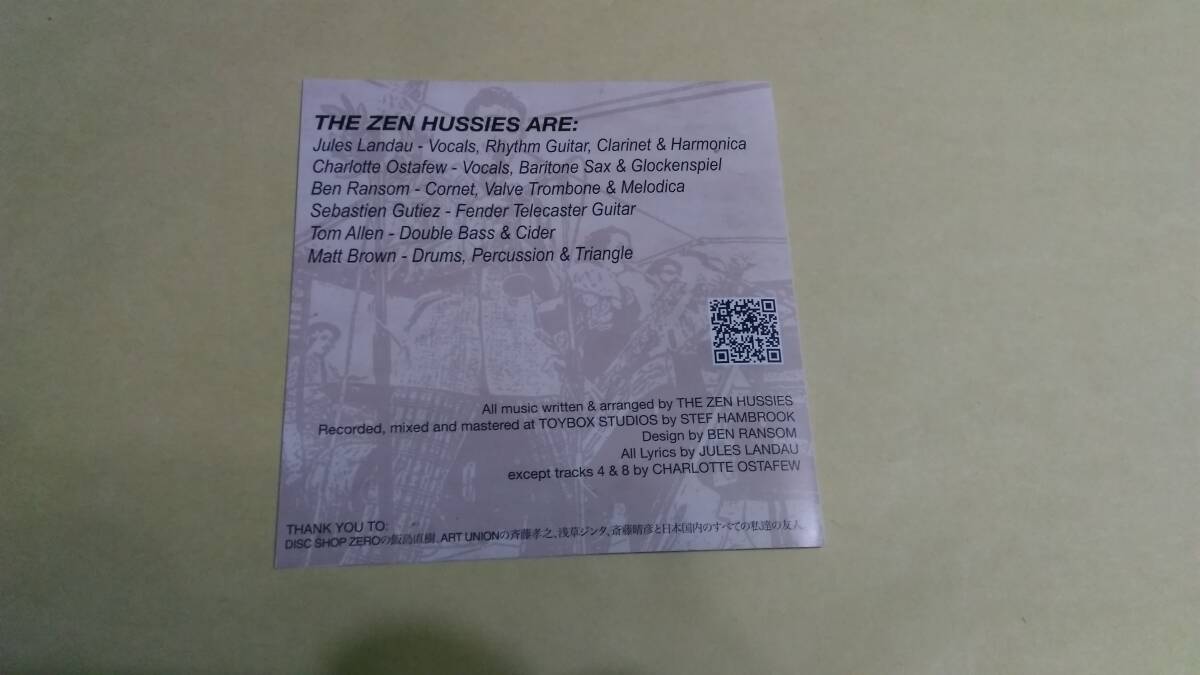 THE ZEN HUSSIES ARE:
Jules Landau - Vocals, Rhythm Guitar, Clarinet & Harmonica
Charlotte Ostafew - Vocals, Baritone Sax & Glockenspiel
Ben Ransom - Cornet, Valve Trombone & Melodica
Sebastien Gutiez - Fender Telecaster Guitar
Tom Allen - Double Bass & Cider
Matt Brown - Drums, Percussion & Triangle
All music written & arranged by THE ZEN HUSSIES
Recorded, mixed and mastered at TOYBOX STUDIOS by STEF HAMBROOK
Design by BEN RANSOM
All Lyrics by JULES LANDAU
except tracks 4 & 8 by CHARLOTTE OSTAFEW
THANK YOU TO:
DISC SHOP ZEROの飯島直樹、ART UNIONの斉藤孝之、浅草ジンタ、斎藤晴彦と日本国内のすべての私達の友人